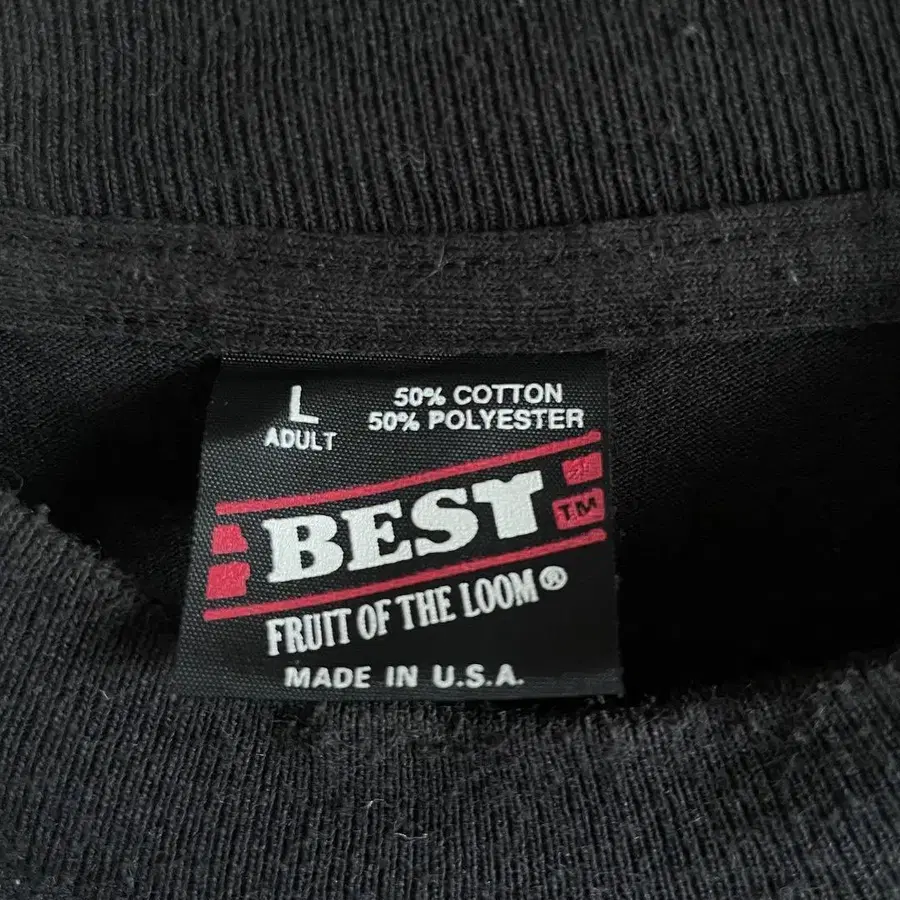 L
ADULT
50% COTTON
50% POLYESTER
BEST TM
FRUIT OF THE LOOM®
MADE IN U.S.A.